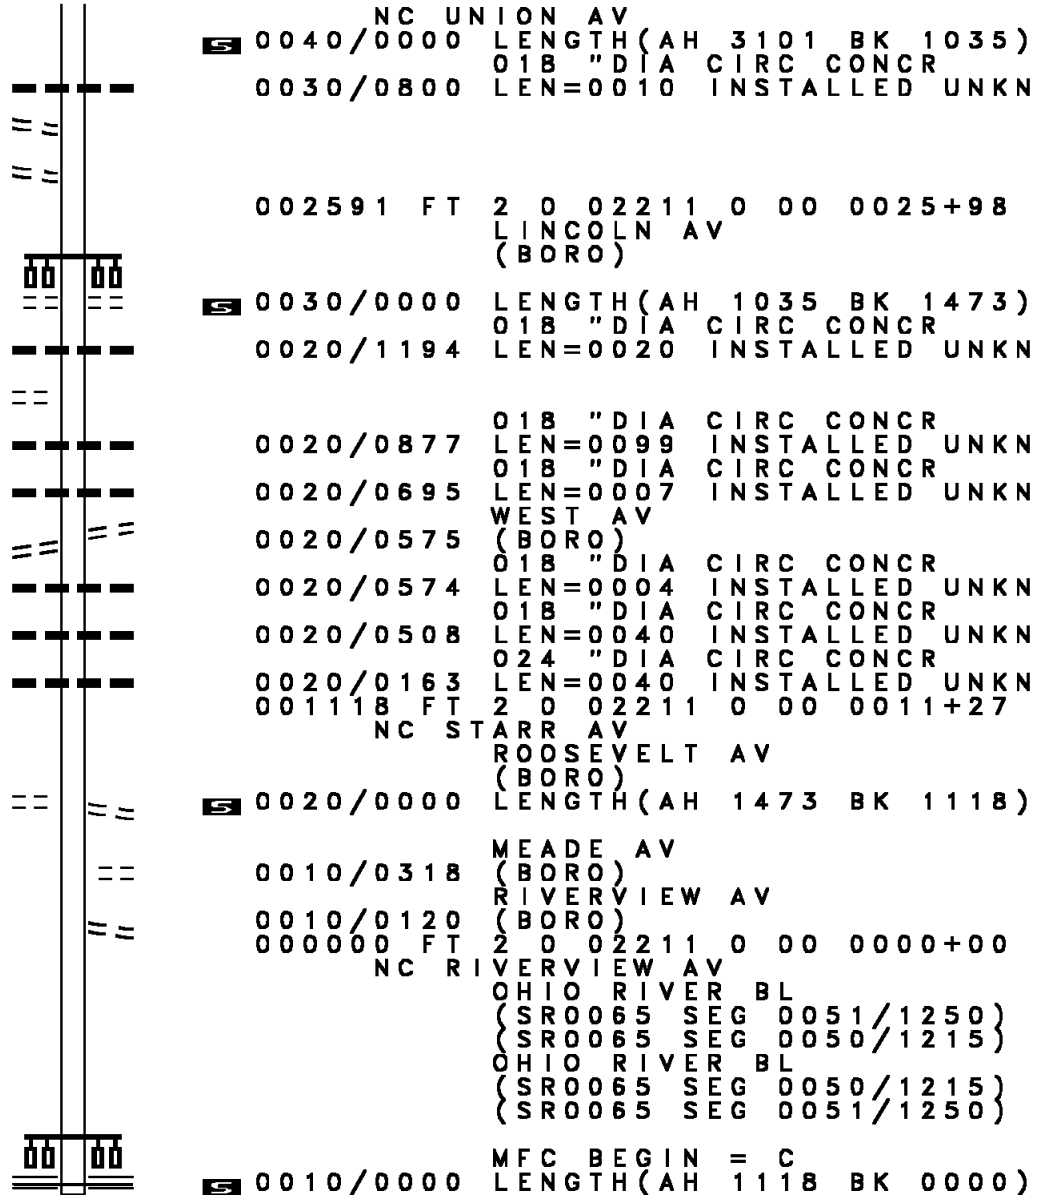 NC UNION AV
S 0040/0000 LENGTH(AH 3101 BK 1035)
018 "DIA CIRC CONCR
0030/0800 LEN=0010 INSTALLED UNKN
002591 FT 2 0 02211 0 00 0025+98
LINCOLN AV
(BORO)
S 0030/0000 LENGTH(AH 1035 BK 1473)
018 "DIA CIRC CONCR
0020/1194 LEN=0020 INSTALLED UNKN
018 "DIA CIRC CONCR
0020/0877 LEN=0099 INSTALLED UNKN
018 "DIA CIRC CONCR
0020/0695 LEN=0007 INSTALLED UNKN
WEST AV
0020/0575 (BORO)
018 "DIA CIRC CONCR
0020/0574 LEN=0004 INSTALLED UNKN
018 "DIA CIRC CONCR
0020/0508 LEN=0040 INSTALLED UNKN
024 "DIA CIRC CONCR
0020/0163 LEN=0040 INSTALLED UNKN
001118 FT 2 0 02211 0 00 0011+27
NC STARR AV
ROOSEVELT AV
(BORO)
S 0020/0000 LENGTH(AH 1473 BK 1118)
MEADE AV
0010/0318 (BORO)
RIVERVIEW AV
0010/0120 (BORO)
000000 FT 2 0 02211 0 00 0000+00
NC RIVERVIEW AV
OHIO RIVER BL
(SR0065 SEG 0051/1250)
(SR0065 SEG 0050/1215)
OHIO RIVER BL
(SR0065 SEG 0050/1215)
(SR0065 SEG 0051/1250)
MFC BEGIN = C
S 0010/0000 LENGTH(AH 1118 BK 0000)